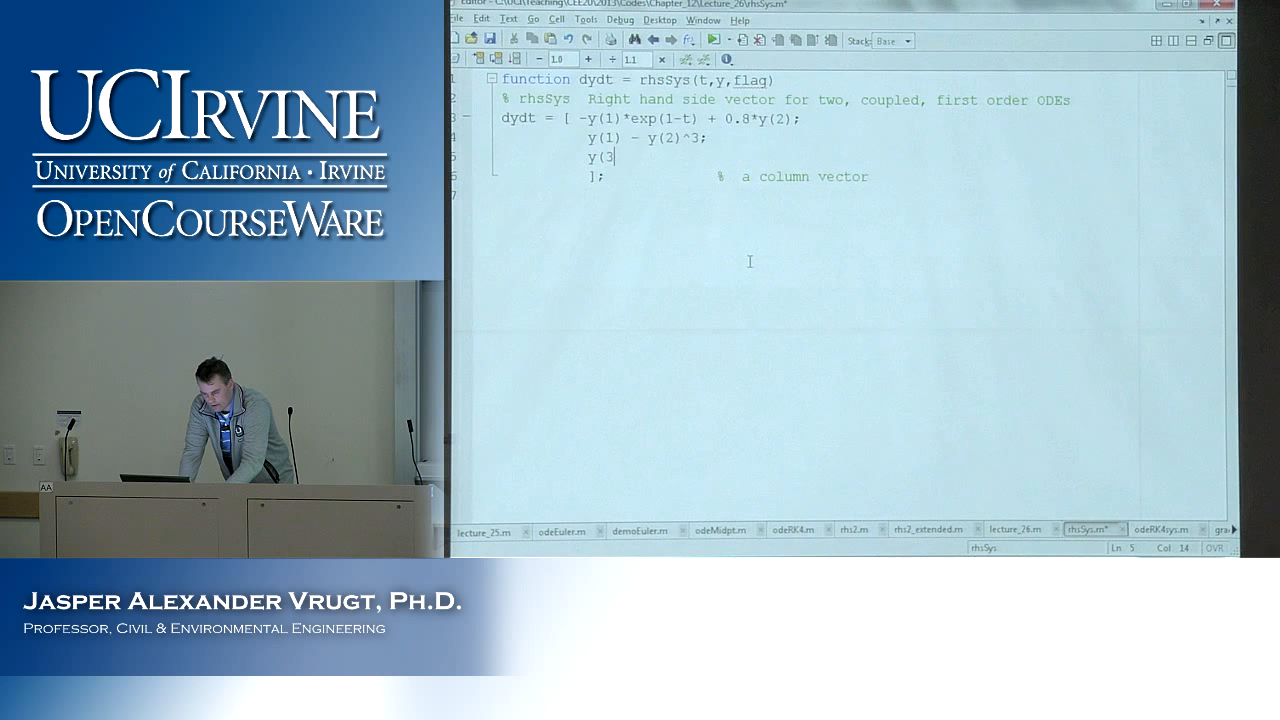 UCIRVINE
UNIVERSITY of CALIFORNIA · IRVINE
OPENCOURSEWARE
Editor - C:\UCI\Teaching\CEE20\2013\Codes\Chapter_12\Lecture_26\rhsSys.m*
File Edit Text Go Cell Tools Debug Desktop Window Help
Stack: Base
1.0 1.1
1 function dydt = rhsSys(t,y,flag)
2 % rhsSys Right hand side vector for two, coupled, first order ODEs
3 dydt = [ -y(1)*exp(1-t) + 0.8*y(2);
4 y(1) - y(2)^3;
5 y(3
6 ]; % a column vector
7
lecture_25.m odeEuler.m demoEuler.m odeMidpt.m odeRK4.m rhs2.m rhs2_extended.m lecture_26.m rhsSys.m* odeRK4sys.m
rhsSys Ln 5 Col 14 OVR
AA
JASPER ALEXANDER VRUGT, PH.D.
PROFESSOR, CIVIL & ENVIRONMENTAL ENGINEERING